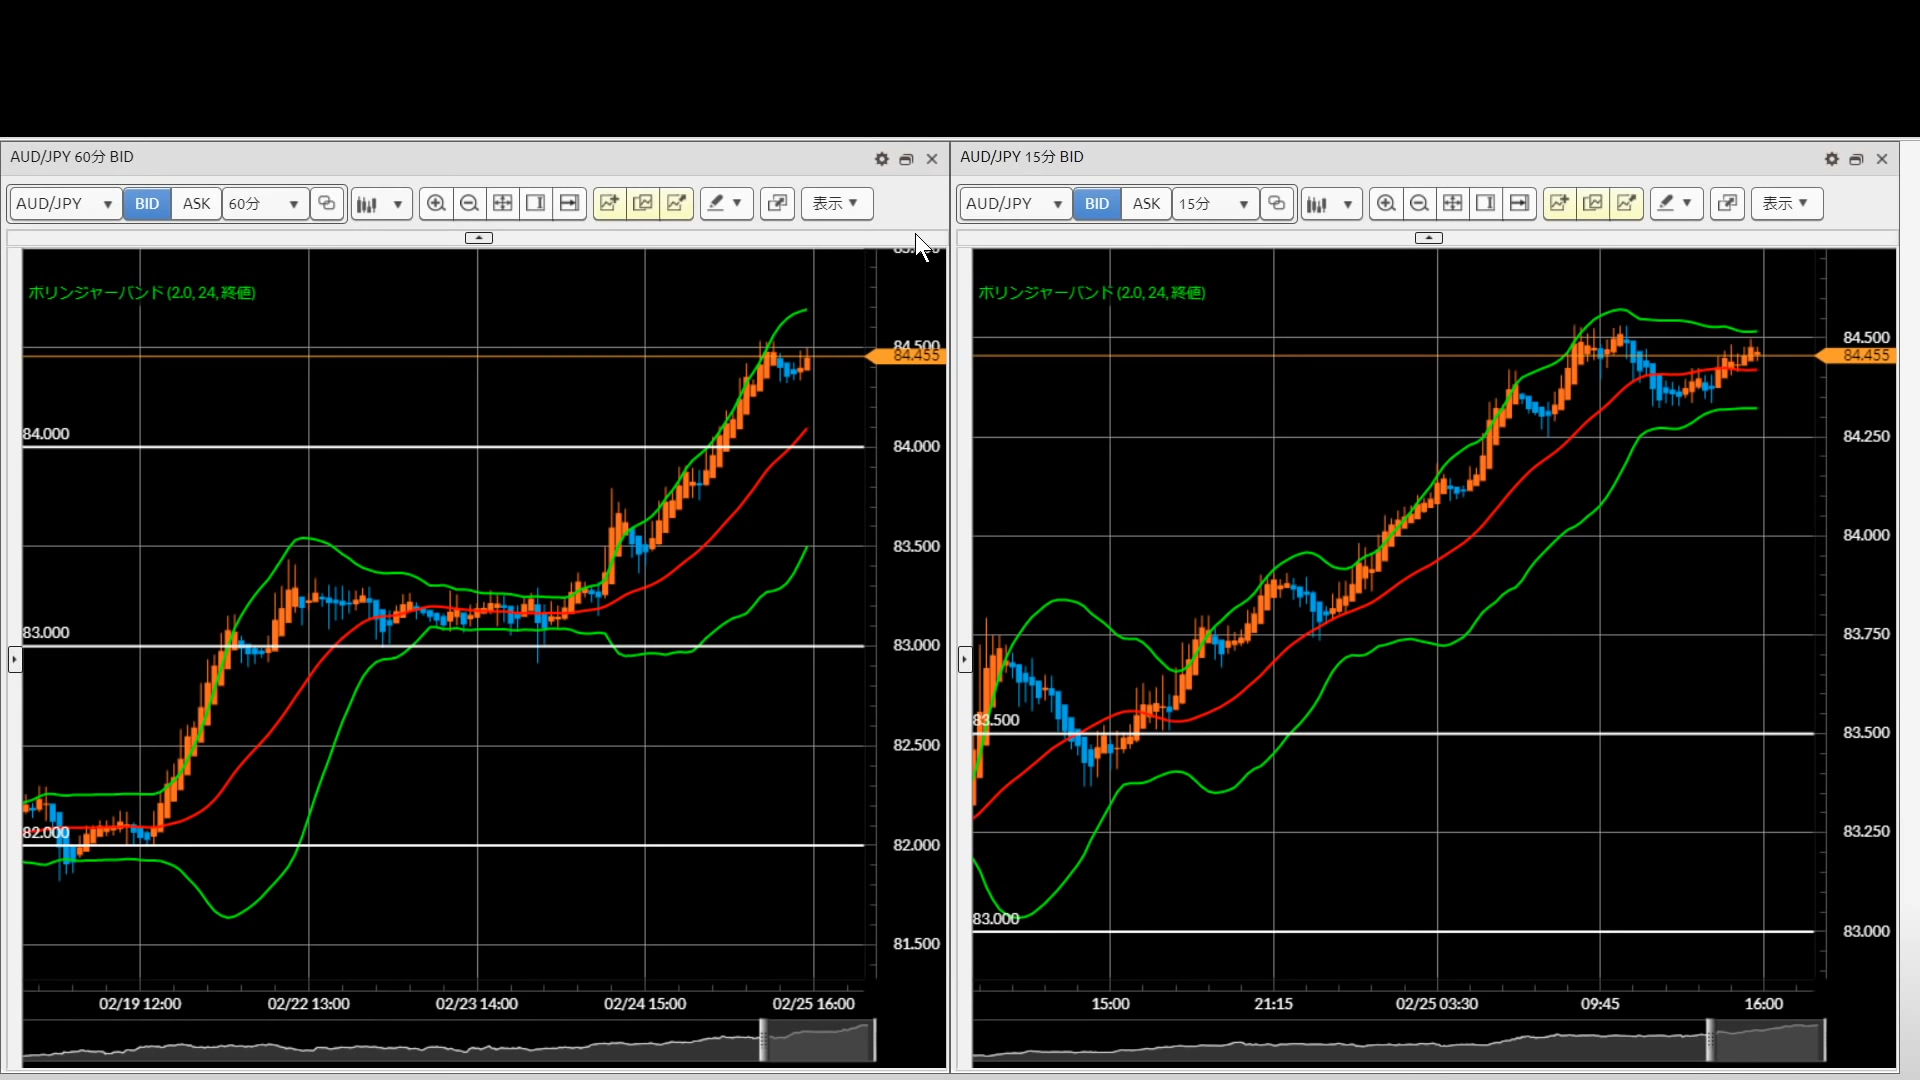 AUD/JPY 60分 BID
AUD/JPY BID ASK 60分 表示
ボリンジャーバンド (2.0, 24, 終値)
84.500
84.455
84.000 84.000
83.500
83.000 83.000
82.500
82.000 82.000
81.500
02/19 12:00 02/22 13:00 02/23 14:00 02/24 15:00 02/25 16:00
AUD/JPY 15分 BID
AUD/JPY BID ASK 15分 表示
ボリンジャーバンド (2.0, 24, 終値)
84.500
84.455
84.250
84.000
83.750
83.500 83.500
83.250
83.000 83.000
15:00 21:15 02/25 03:30 09:45 16:00